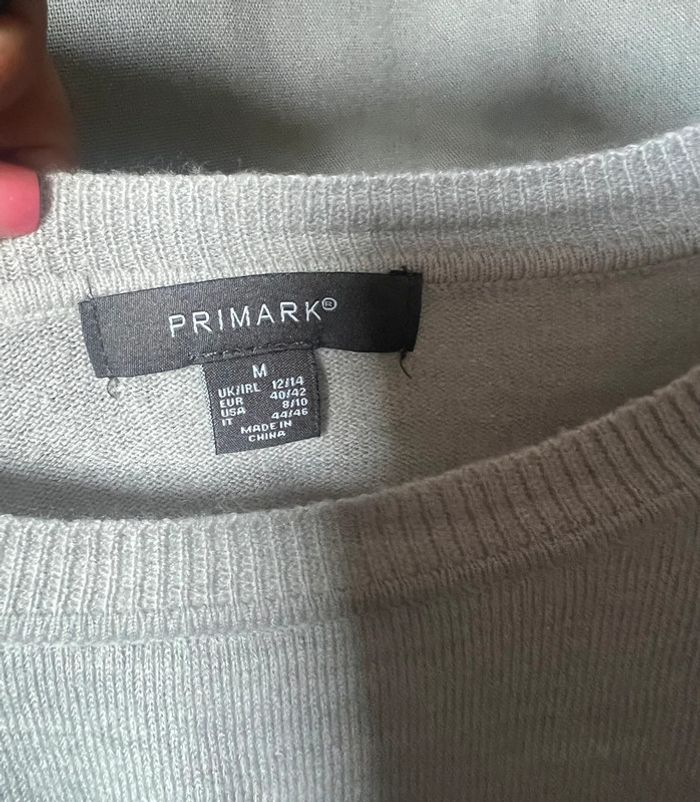 PRIMARK®
M
UK/IRL 12/14
EUR 40/42
USA 8/10
IT 44/46
MADE IN
CHINA